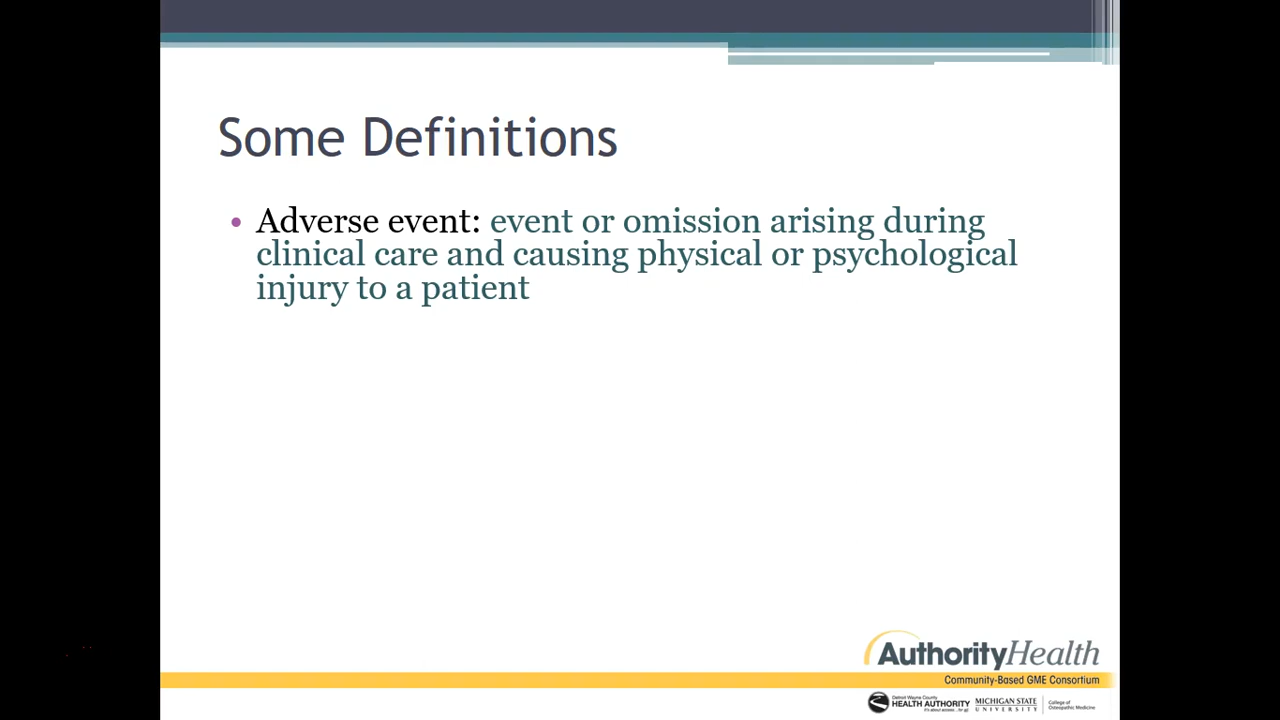 Some Definitions
• Adverse event: event or omission arising during
clinical care and causing physical or psychological
injury to a patient
AuthorityHealth
Community-Based GME Consortium
Detroit Wayne County
HEALTH AUTHORITY
MICHIGAN STATE
UNIVERSITY
College of
Osteopathic Medicine